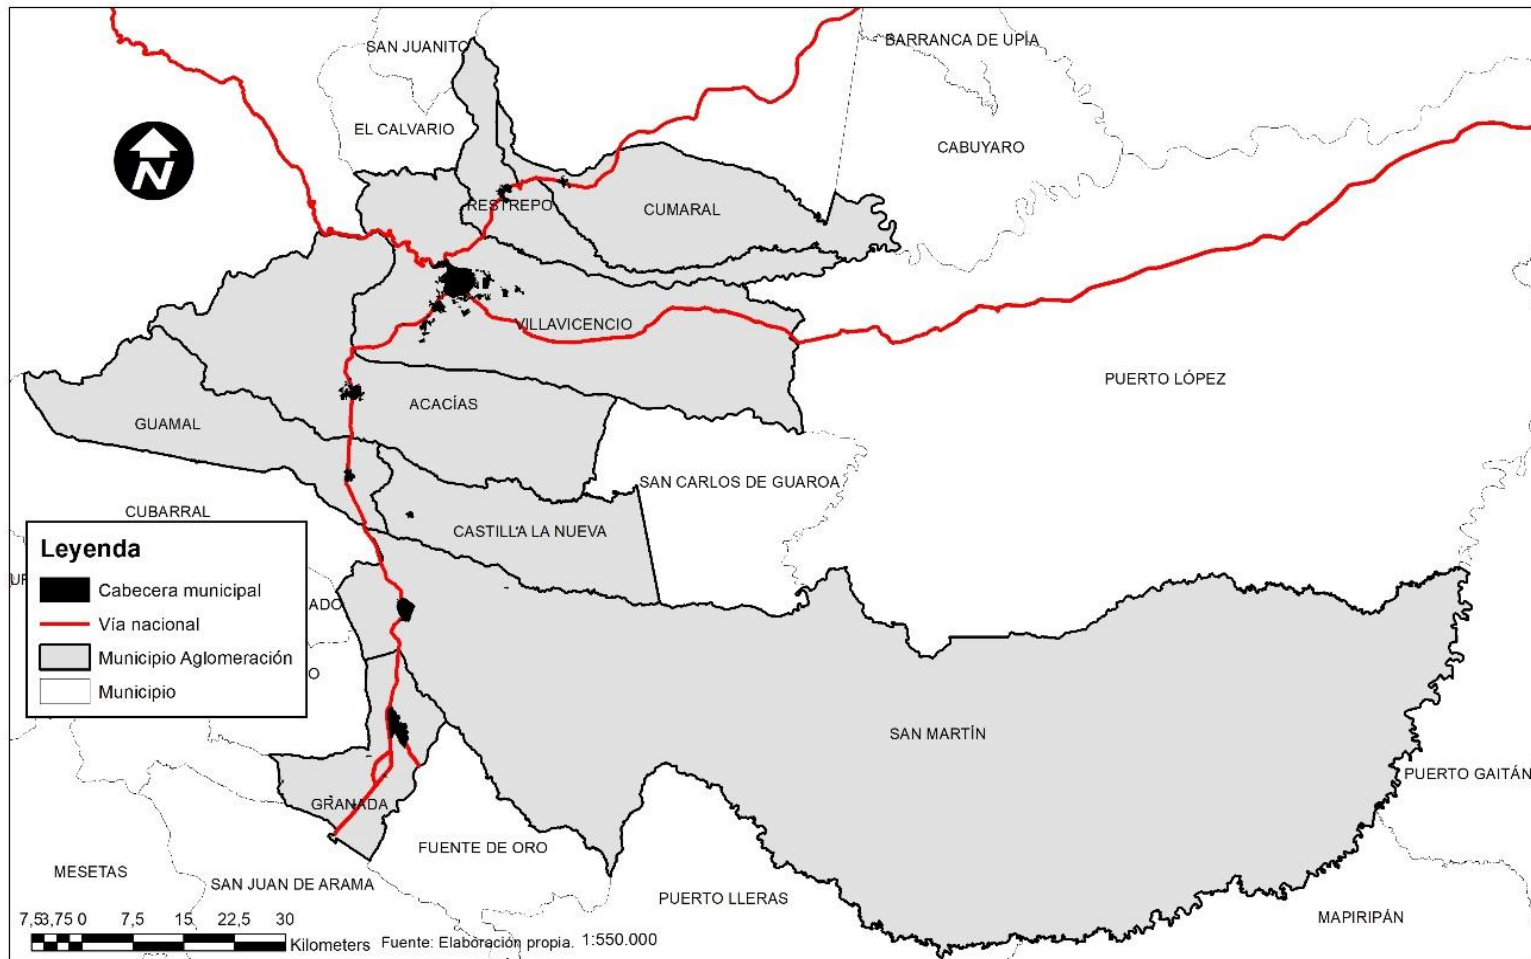 BARRANCA DE UPÍA
SAN JUANITO
EL CALVARIO
CABUYARO
N
RESTREPO
CUMARAL
VILLAVICENCIO
PUERTO LÓPEZ
ACACÍAS
GUAMAL
SAN CARLOS DE GUAROA
CUBARRAL
CASTILLA LA NUEVA
Leyenda
Cabecera municipal
Vía nacional
Municipio Aglomeración
Municipio
ADO
O
SAN MARTÍN
PUERTO GAITÁN
GRANADA
FUENTE DE ORO
MESETAS
SAN JUAN DE ARAMA
PUERTO LLERAS
MAPIRIPÁN
7,53,75 0 7,5 15 22,5 30
Kilometers Fuente: Elaboración propia. 1:550.000